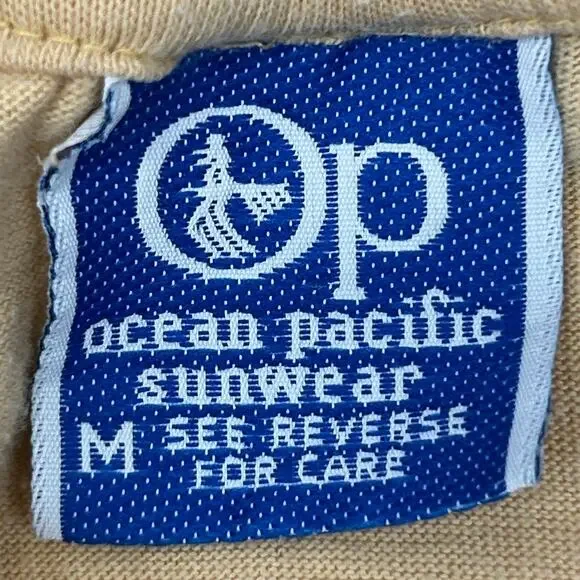 Op
ocean pacific
sunwear
M SEE REVERSE
FOR CARE